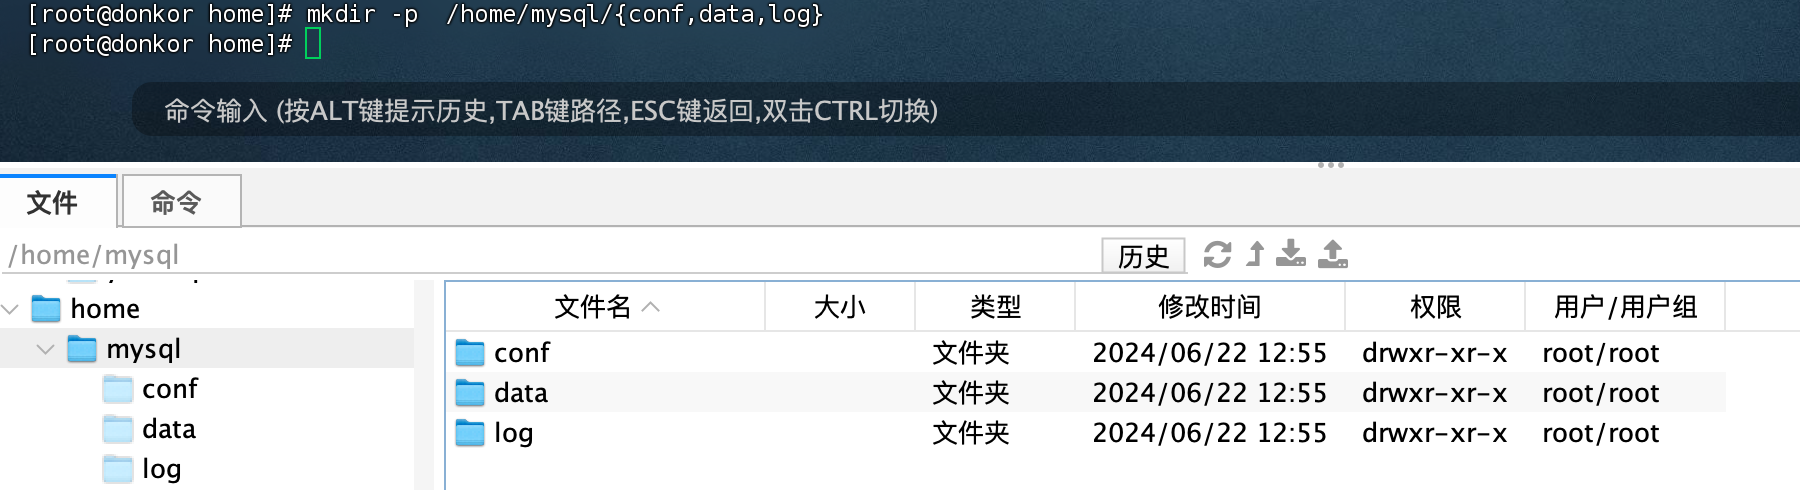 [root@donkor home]# mkdir -p  /home/mysql/{conf,data,log}
[root@donkor home]#
命令输入 (按ALT键提示历史,TAB键路径,ESC键返回,双击CTRL切换)
文件 命令
/home/mysql 历史
home
mysql
conf
data
log
文件名 大小 类型 修改时间 权限 用户/用户组
conf 文件夹 2024/06/22 12:55 drwxr-xr-x root/root
data 文件夹 2024/06/22 12:55 drwxr-xr-x root/root
log 文件夹 2024/06/22 12:55 drwxr-xr-x root/root